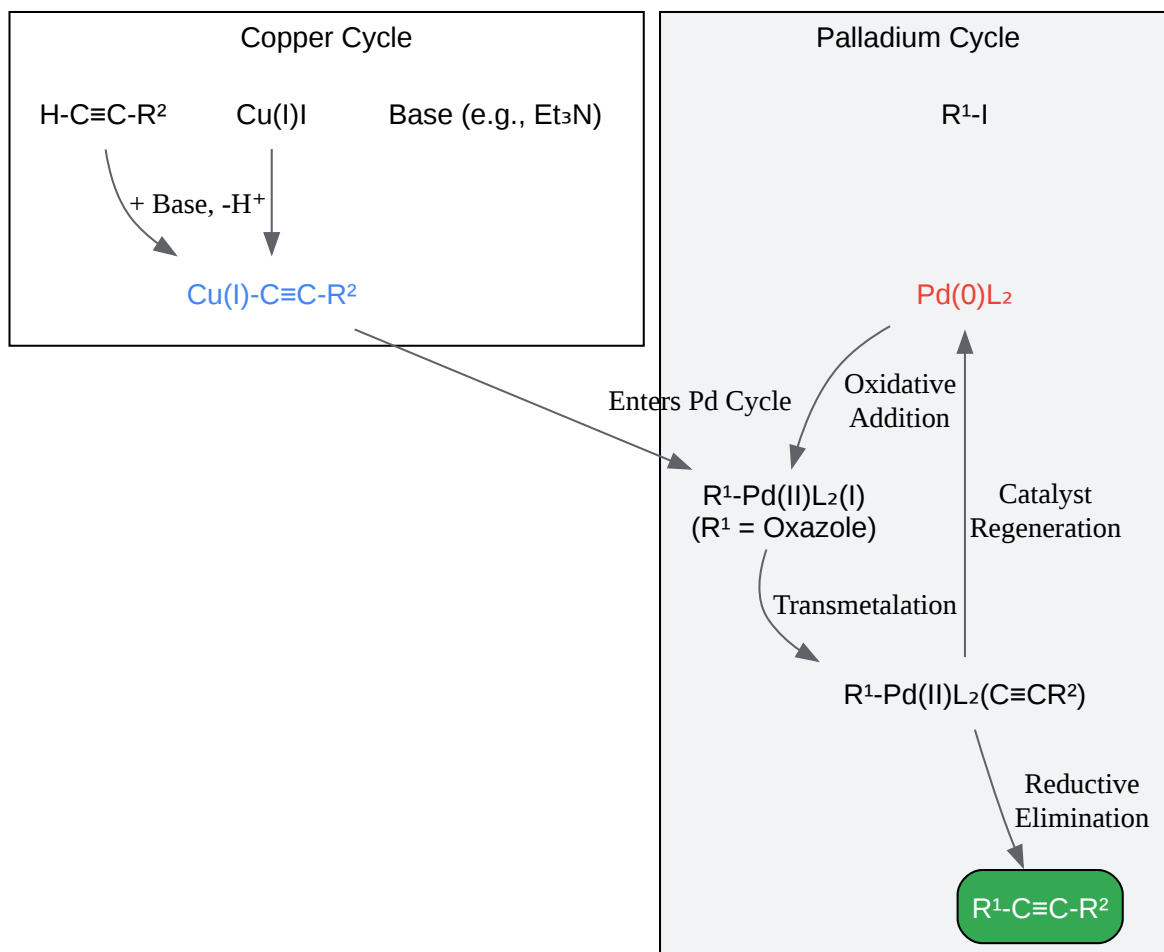 Copper Cycle
H-C≡C-R²
Cu(I)I
Base (e.g., Et₃N)
+ Base, -H⁺
Cu(I)-C≡C-R²
Enters Pd Cycle
Palladium Cycle
R¹-I
Pd(0)L₂
Oxidative
Addition
R¹-Pd(II)L₂(I)
(R¹ = Oxazole)
Catalyst
Regeneration
Transmetalation
R¹-Pd(II)L₂(C≡CR²)
Reductive
Elimination
R¹-C≡C-R²